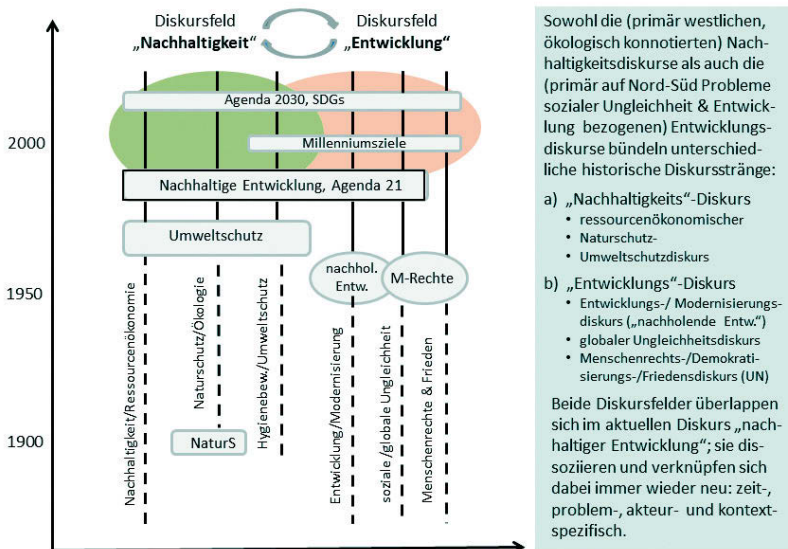 Diskursfeld
„Nachhaltigkeit“
Diskursfeld
„Entwicklung“
Agenda 2030, SDGs
2000
Millenniumsziele
Nachhaltige Entwicklung, Agenda 21
Umweltschutz
nachhol.
Entw.
M-Rechte
1950
Nachhaltigkeit/Ressourcenökonomie
Naturschutz/Ökologie
Hygienebew./Umweltschutz
Entwicklung/Modernisierung
soziale/globale Ungleichheit
Menschenrechte & Frieden
1900
NaturS
Sowohl die (primär westlichen,
ökologisch konnotierten) Nach-
haltigkeitsdiskurse als auch die
(primär auf Nord-Süd Probleme
sozialer Ungleichheit & Entwick-
lung bezogenen) Entwicklungs-
diskurse bündeln unterschied-
liche historische Diskursstränge:
a) „Nachhaltigkeits“-Diskurs
• ressourcenökonomischer
• Naturschutz-
• Umweltschutzdiskurs
b) „Entwicklungs“-Diskurs
• Entwicklungs-/ Modernisierungs-
diskurs („nachholende Entw.“)
• globaler Ungleichheitsdiskurs
• Menschenrechts-/Demokrati-
sierungs-/Friedensdiskurs (UN)
Beide Diskursfelder überlappen
sich im aktuellen Diskurs „nach-
haltiger Entwicklung“; sie dis-
soziieren und verknüpfen sich
dabei immer wieder neu: zeit-,
problem-, akteur- und kontext-
spezifisch.